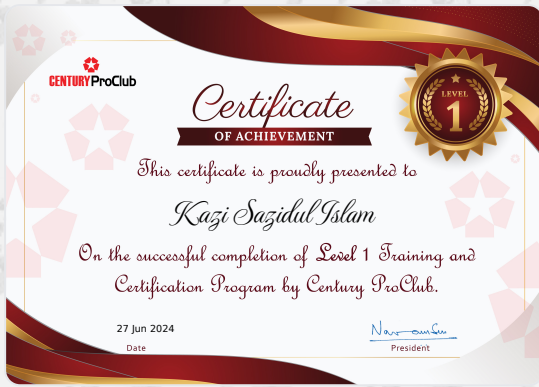 CENTURY ProClub
LEVEL
1
Certificate
OF ACHIEVEMENT
This certificate is proudly presented to
Kazi Sazidul Islam
On the successful completion of Level 1 Training and
Certification Program by Century ProClub.
27 Jun 2024
Date
President